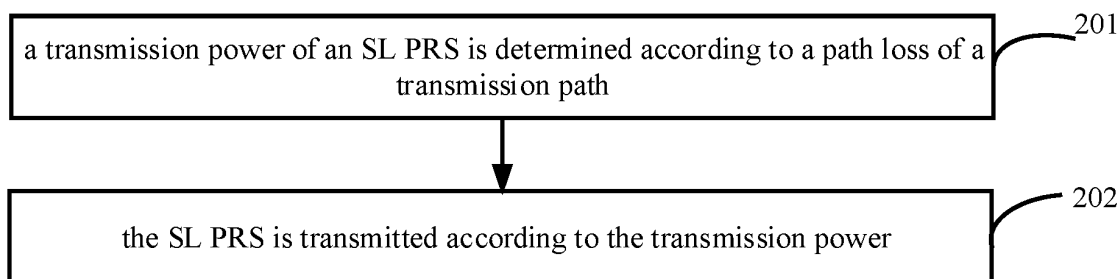 a transmission power of an SL PRS is determined according to a path loss of a
transmission path
201
the SL PRS is transmitted according to the transmission power
202